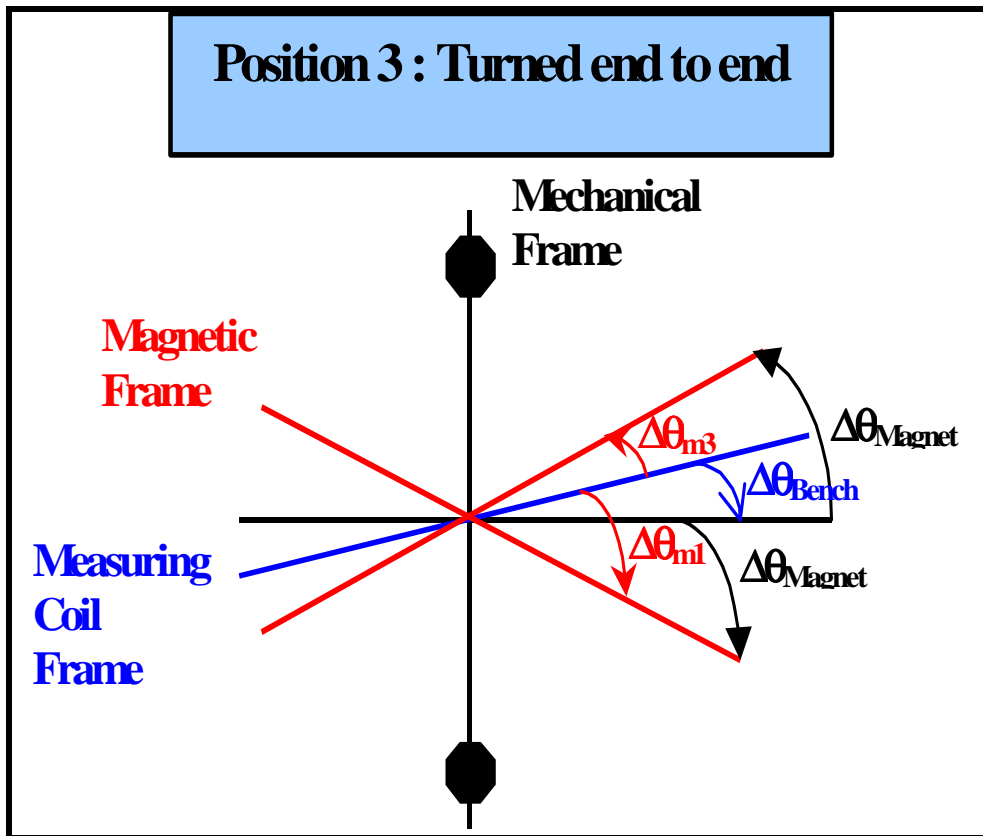 Position 3 : Turned end to end
Mechanical
Frame
Magnetic
Frame
Δθm3
ΔθMagnet
ΔθBench
Δθm1
ΔθMagnet
Measuring
Coil
Frame